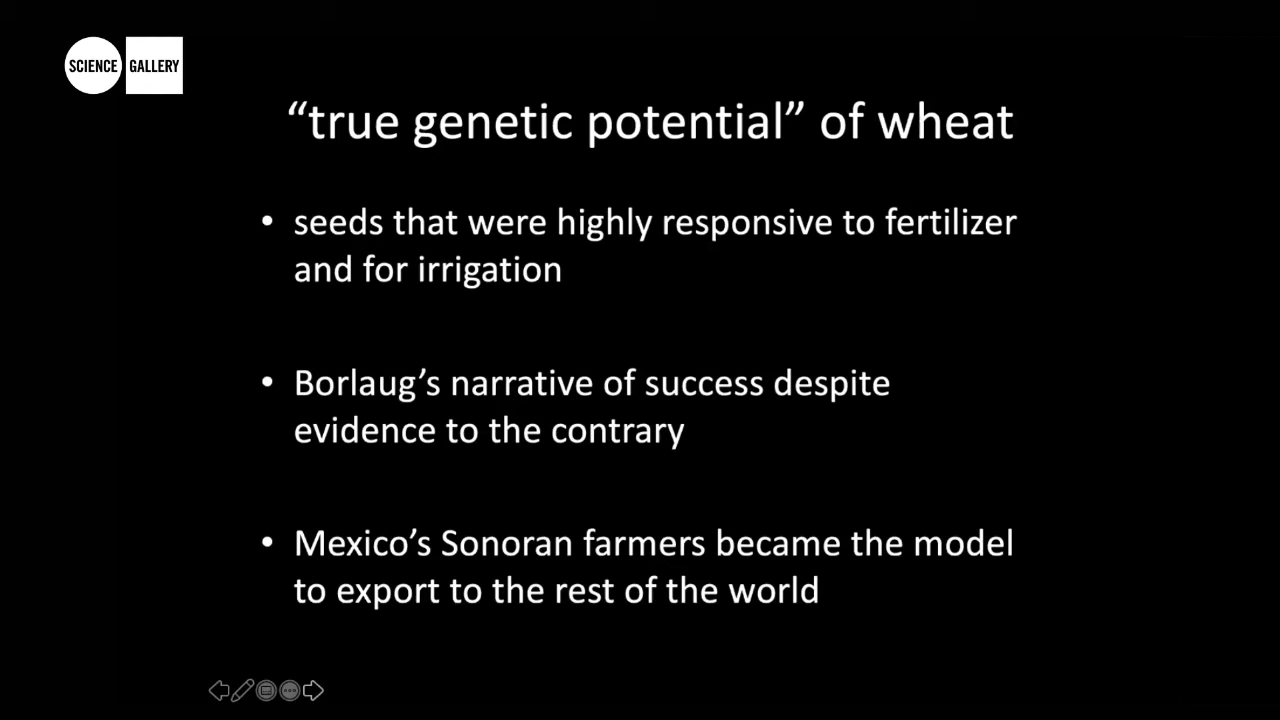 SCIENCE GALLERY
“true genetic potential” of wheat
• seeds that were highly responsive to fertilizer
and for irrigation
• Borlaug’s narrative of success despite
evidence to the contrary
• Mexico’s Sonoran farmers became the model
to export to the rest of the world